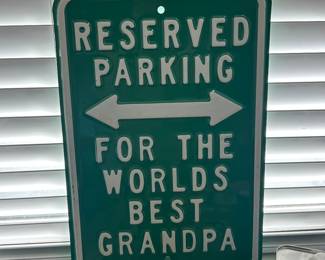 RESERVED
PARKING
FOR THE
WORLDS
BEST
GRANDPA